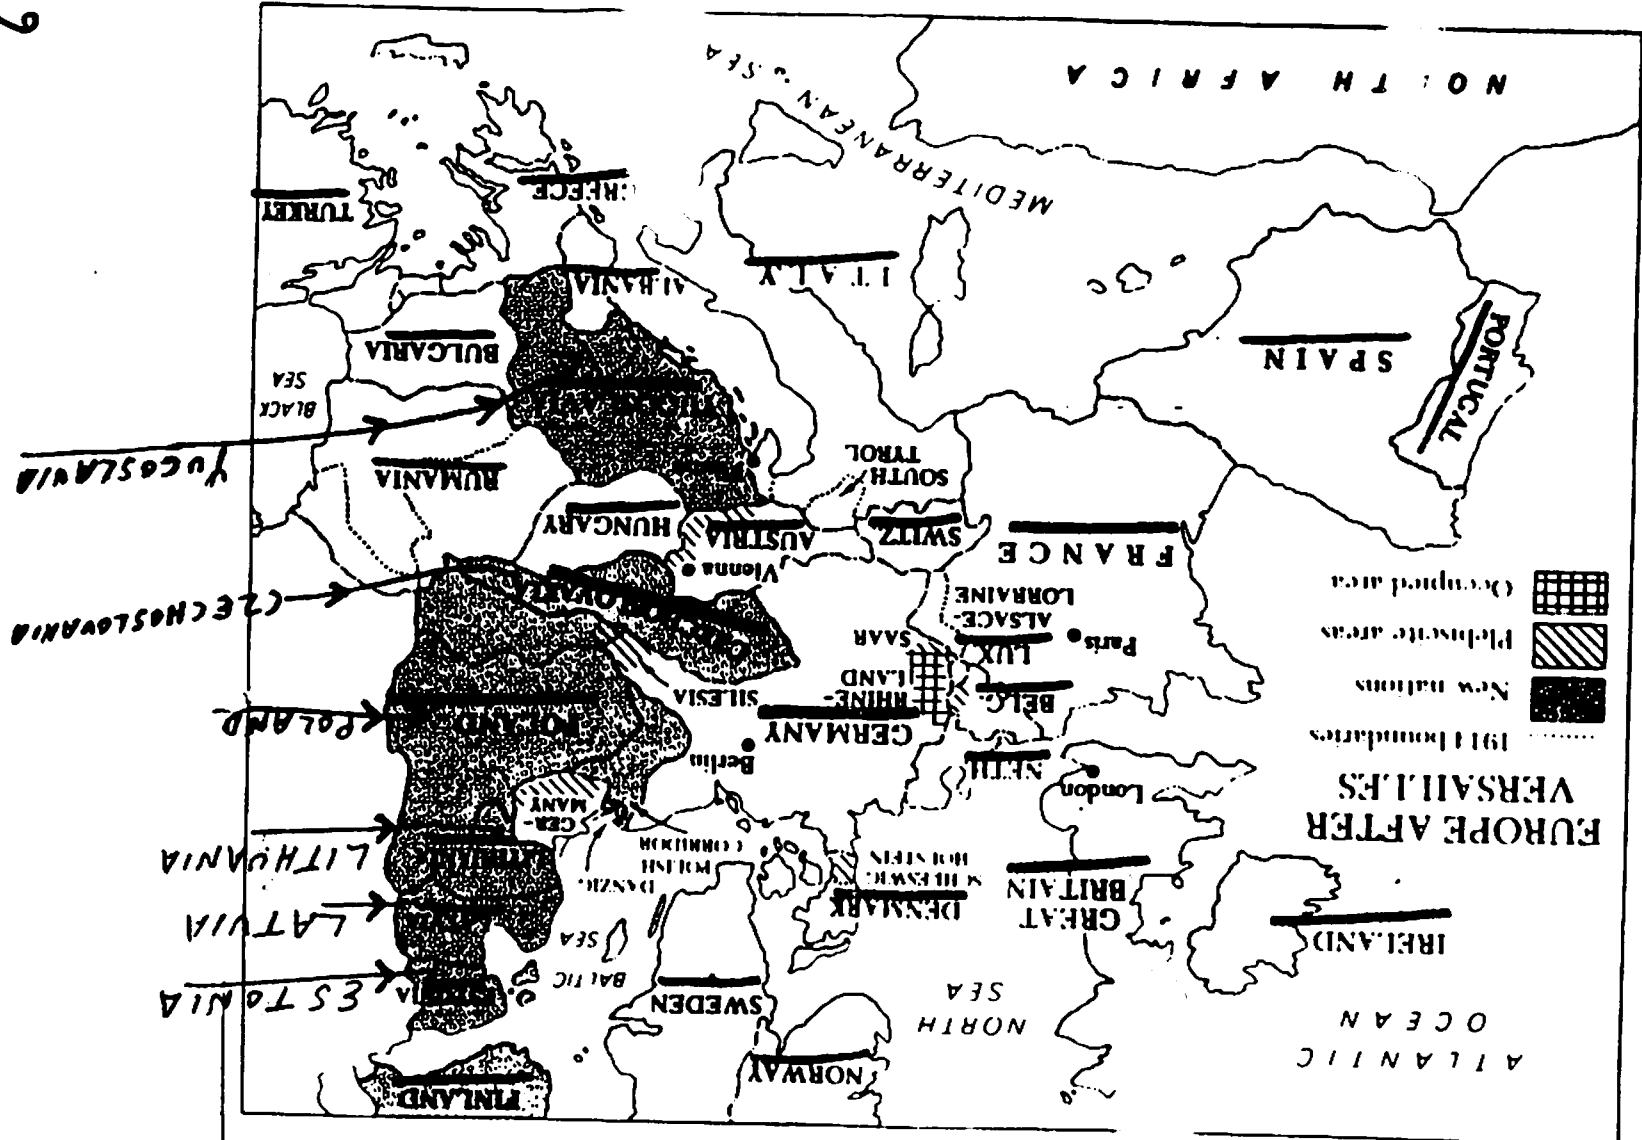 EUROPE AFTER
VERSAILLES
1914 boundaries
New nations
Plebiscite areas
Occupied area
ATLANTIC
OCEAN
NORTH
SEA
NORWAY
SWEDEN
FINLAND
ESTONIA
BALTIC
SEA
LATVIA
LITHUANIA
IRELAND
GREAT
BRITAIN
London
DENMARK
SCHLESWIG
HOLSTEIN
DANZIG
POLISH
CORRIDOR
GER-
MANY
NETH
BELG.
LUX
Berlin
GERMANY
RHINE-
LAND
SAAR
SILESIA
POLAND
POLAND
Paris
ALSACE-
LORRAINE
FRANCE
SWITZ
Vienna
AUSTRIA
HUNGARY
CZECHOSLOVANIA
SOUTH
TYROL
RUMANIA
YUGOSLAVIA
BLACK
SEA
BULGARIA
PORTUGAL
SPAIN
ITALY
ALBANIA
GREECE
TURKEY
MEDITERRANEAN SEA
NORTH AFRICA
9